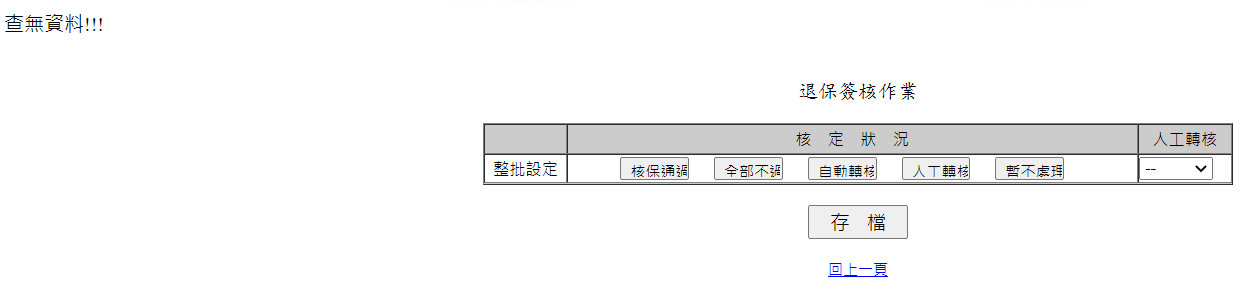 查無資料!!!
退保簽核作業
核 定 狀 況 人工轉核
整批設定 核保通過 全部不過 自動轉核 人工轉核 暫不處理 --
存 檔
回上一頁